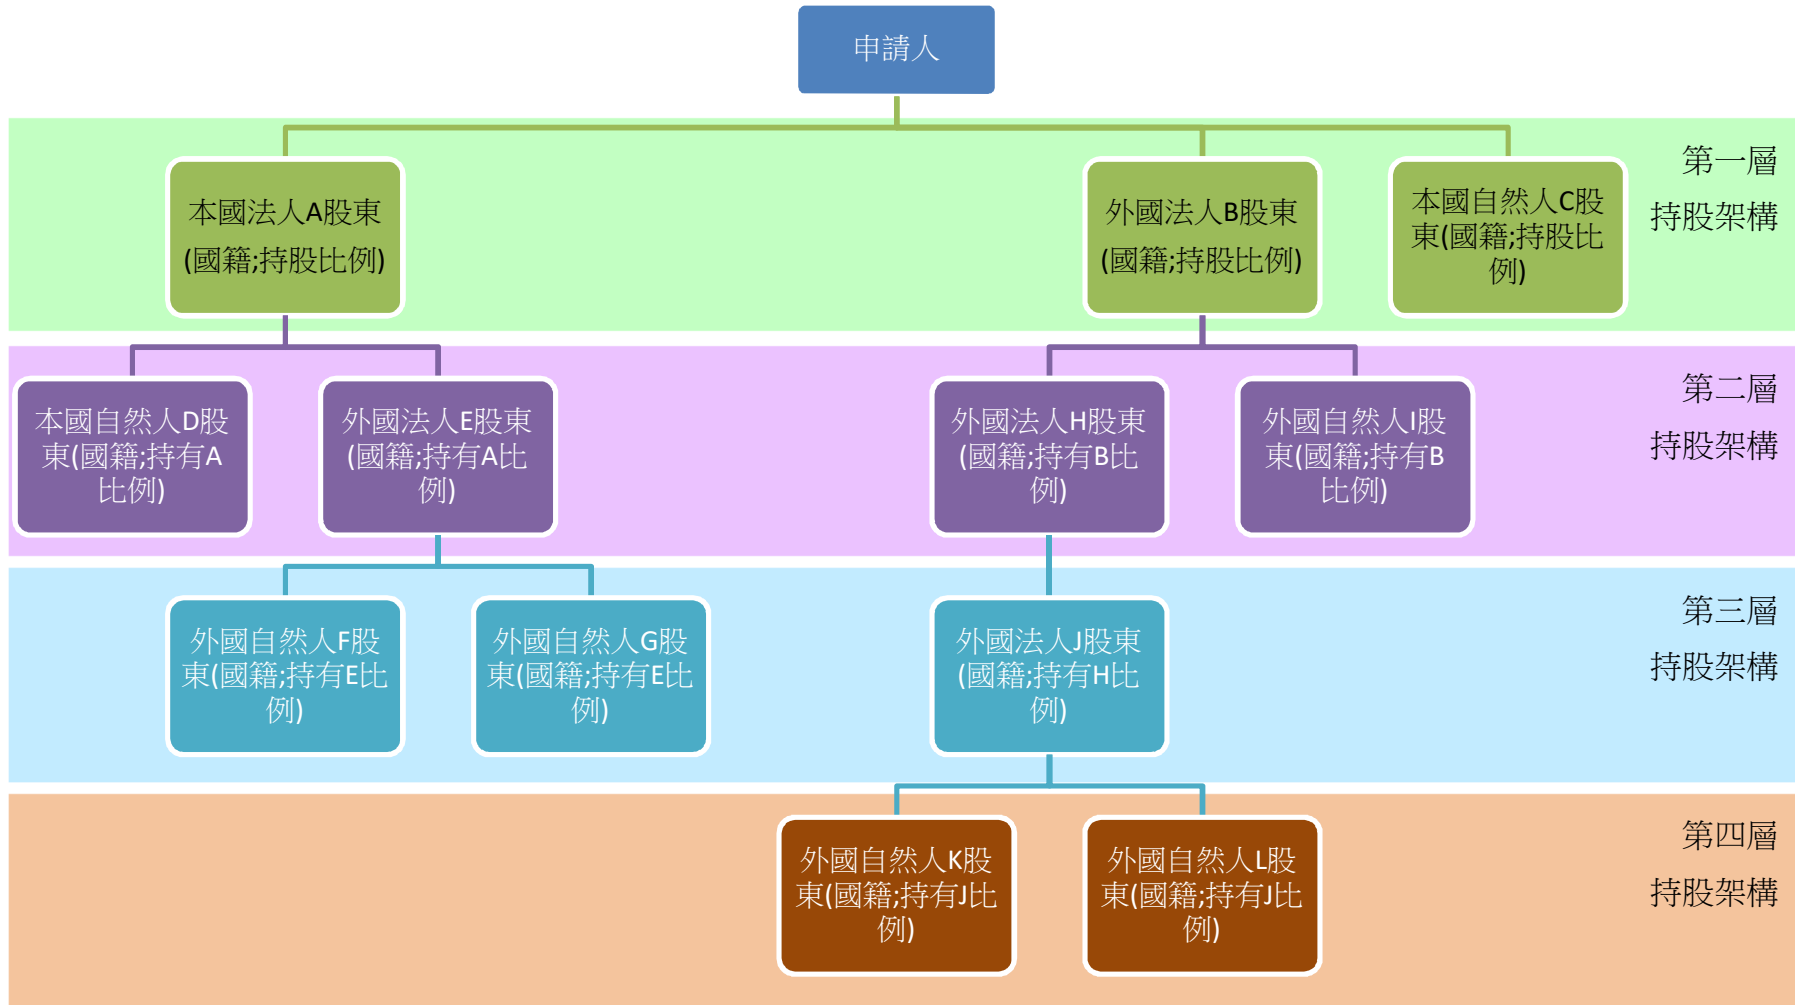 申請人
第一層
持股架構
本國法人A股東
(國籍;持股比例)
外國法人B股東
(國籍;持股比例)
本國自然人C股
東(國籍;持股比
例)
第二層
持股架構
本國自然人D股
東(國籍;持有A
比例)
外國法人E股東
(國籍;持有A比
例)
外國法人H股東
(國籍;持有B比
例)
外國自然人I股
東(國籍;持有B
比例)
第三層
持股架構
外國自然人F股
東(國籍;持有E比
例)
外國自然人G股
東(國籍;持有E比
例)
外國法人J股東
(國籍;持有H比
例)
第四層
持股架構
外國自然人K股
東(國籍;持有J比
例)
外國自然人L股
東(國籍;持有J比
例)